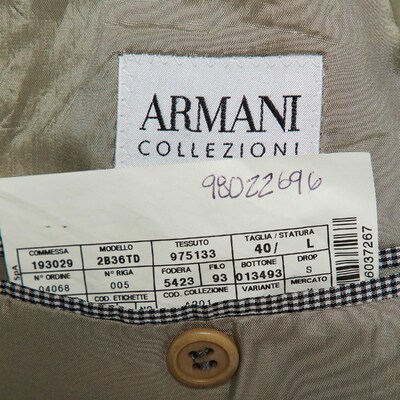 ARMANI
COLLEZIONI
98022696
COMMESSA MODELLO TESSUTO TAGLIA / STATURA
193029 2B36TD 975133 40/ L
N° ORDINE N° RIGA FODERA FILO BOTTONE DROP
04068 005 5423 93 013493 S
COD. ETICHETTE COD. COLLEZIONE VARIANTE MERCATO
6037267